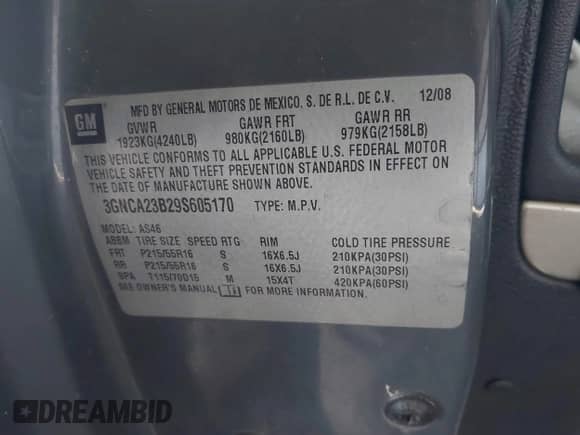 GM
MFD BY GENERAL MOTORS DE MEXICO, S. DE R.L. DE C.V. 12/08
GVWR GAWR FRT GAWR RR
1923KG(4240LB) 980KG(2160LB) 979KG(2158LB)
THIS VEHICLE CONFORMS TO ALL APPLICABLE U.S. FEDERAL MOTOR
VEHICLE SAFETY AND THEFT PREVENTION STANDARDS IN EFFECT ON
THE DATE OF MANUFACTURE SHOWN ABOVE.
3GNCA23B29S605170 TYPE: M.P.V.
MODEL: AS46
ABBM TIRE SIZE SPEED RTG RIM COLD TIRE PRESSURE
FRT P215/55R16 S 16X6.5J 210KPA(30PSI)
RR P215/55R16 S 16X6.5J 210KPA(30PSI)
SPA T115/70D15 M 15X4T 420KPA(60PSI)
SEE OWNER'S MANUAL FOR MORE INFORMATION.
DREAMBID